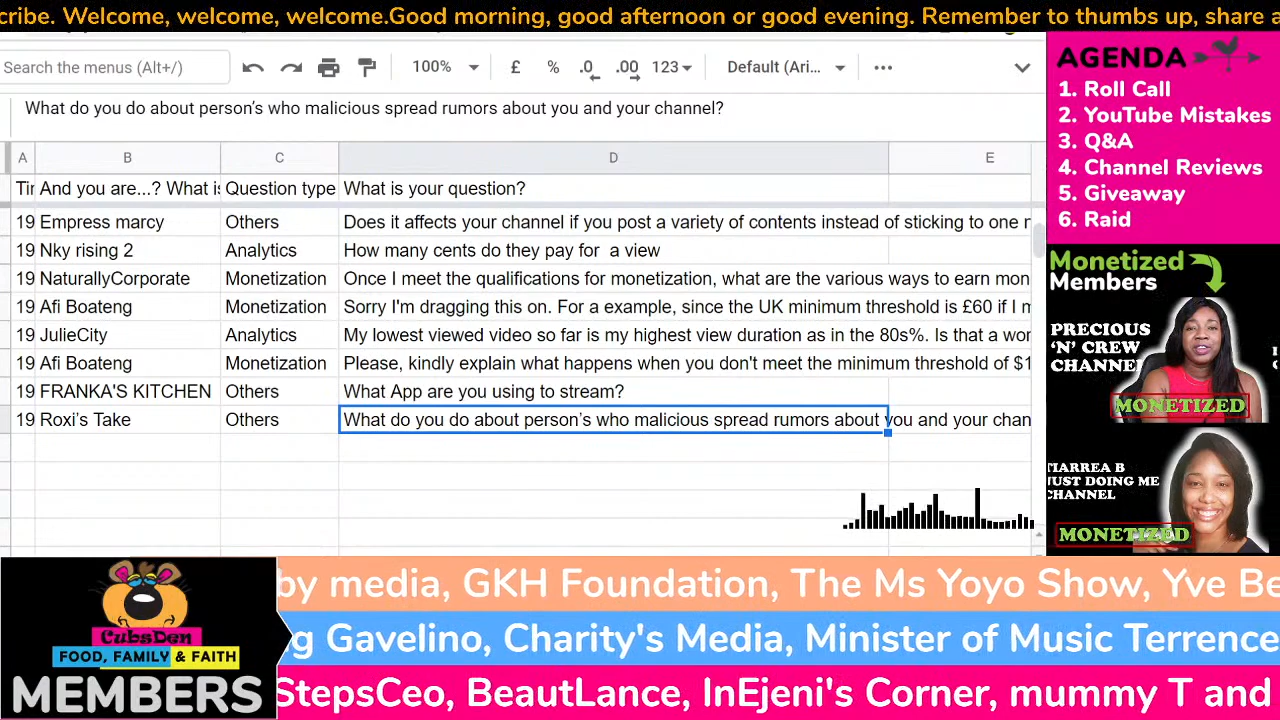 cribe. Welcome, welcome, welcome.Good morning, good afternoon or good evening. Remember to thumbs up, share a
Search the menus (Alt+/)
100%
£
%
.0
.00
123
Default (Ari...
What do you do about person's who malicious spread rumors about you and your channel?
A B C D E
Tir And you are...? What is Question type What is your question?
19 Empress marcy Others Does it affects your channel if you post a variety of contents instead of sticking to one n
19 Nky rising 2 Analytics How many cents do they pay for a view
19 NaturallyCorporate Monetization Once I meet the qualifications for monetization, what are the various ways to earn mon
19 Afi Boateng Monetization Sorry I'm dragging this on. For a example, since the UK minimum threshold is £60 if I m
19 JulieCity Analytics My lowest viewed video so far is my highest view duration as in the 80s%. Is that a wor
19 Afi Boateng Monetization Please, kindly explain what happens when you don't meet the minimum threshold of $1
19 FRANKA'S KITCHEN Others What App are you using to stream?
19 Roxi's Take Others What do you do about person's who malicious spread rumors about you and your chan
AGENDA
1. Roll Call
2. YouTube Mistakes
3. Q&A
4. Channel Reviews
5. Giveaway
6. Raid
Monetized
Members
PRECIOUS
'N' CREW
CHANNEL
MONETIZED
TIARREA B
JUST DOING ME
CHANNEL
MONETIZED
CubsDen
FOOD, FAMILY & FAITH
MEMBERS
by media, GKH Foundation, The Ms Yoyo Show, Yve Be
g Gavelino, Charity's Media, Minister of Music Terrence
StepsCeo, BeautLance, InEjeni's Corner, mummy T and